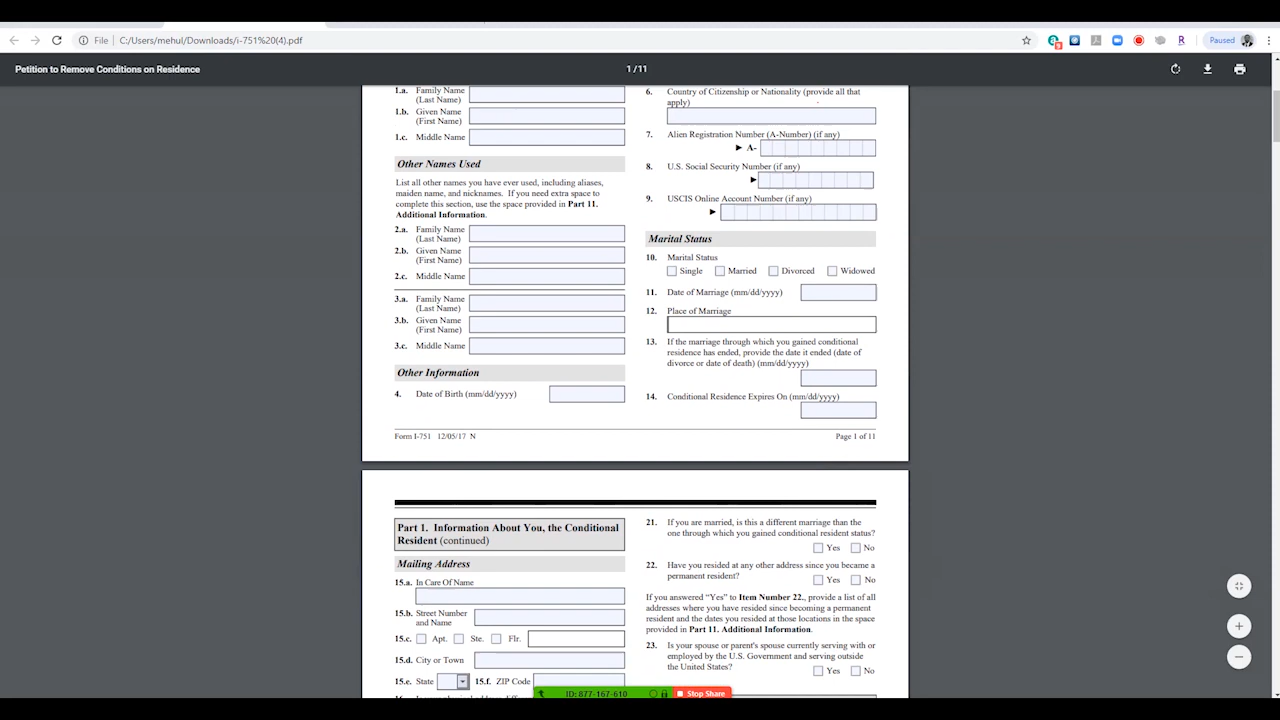 File
C:/Users/mehul/Downloads/i-751%20(4).pdf
Paused
Petition to Remove Conditions on Residence
1 / 11
1.a. Family Name
(Last Name)
1.b. Given Name
(First Name)
1.c. Middle Name
Other Names Used
List all other names you have ever used, including aliases,
maiden name, and nicknames. If you need extra space to
complete this section, use the space provided in Part 11.
Additional Information.
2.a. Family Name
(Last Name)
2.b. Given Name
(First Name)
2.c. Middle Name
3.a. Family Name
(Last Name)
3.b. Given Name
(First Name)
3.c. Middle Name
Other Information
4. Date of Birth (mm/dd/yyyy)
6. Country of Citizenship or Nationality (provide all that
apply)
7. Alien Registration Number (A-Number) (if any)
► A-
8. U.S. Social Security Number (if any)
►
9. USCIS Online Account Number (if any)
►
Marital Status
10. Marital Status
Single Married Divorced Widowed
11. Date of Marriage (mm/dd/yyyy)
12. Place of Marriage
13. If the marriage through which you gained conditional
residence has ended, provide the date it ended (date of
divorce or date of death) (mm/dd/yyyy)
14. Conditional Residence Expires On (mm/dd/yyyy)
Form I-751 12/05/17 N
Page 1 of 11
Part 1. Information About You, the Conditional
Resident (continued)
Mailing Address
15.a. In Care Of Name
15.b. Street Number
and Name
15.c. Apt. Ste. Flr.
15.d. City or Town
15.e. State 15.f. ZIP Code
21. If you are married, is this a different marriage than the
one through which you gained conditional resident status?
Yes No
22. Have you resided at any other address since you became a
permanent resident?
Yes No
If you answered "Yes" to Item Number 22., provide a list of all
addresses where you have resided since becoming a permanent
resident and the dates you resided at those locations in the space
provided in Part 11. Additional Information.
23. Is your spouse or parent's spouse currently serving with or
employed by the U.S. Government and serving outside
the United States?
Yes No
ID: 877-167-610
Stop Share